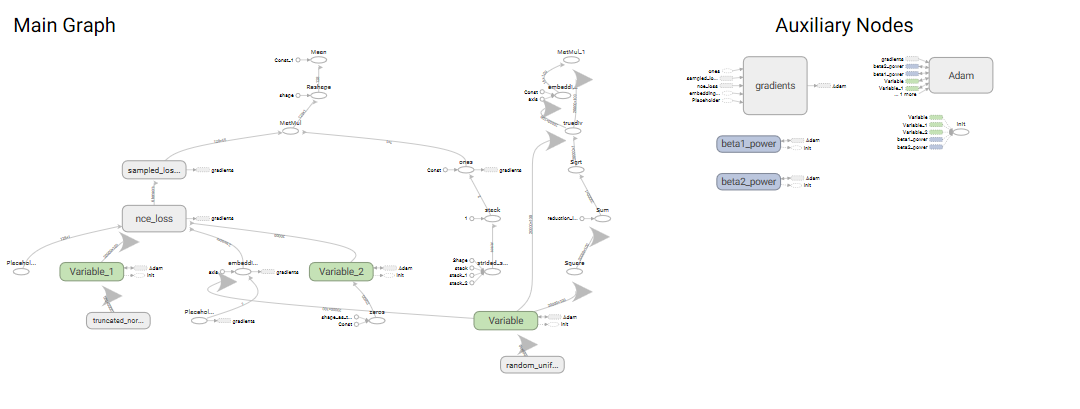 Main Graph
Auxiliary Nodes
Mean
Const_1
Reshape
shape
MatMul
sampled_los...
gradients
nce_loss
gradients
Placehol...
Variable_1
Adam
init
truncated_nor...
axis
embeddi...
gradients
Placehol...
gradients
Variable_2
Adam
init
zeros
Const
ones
Const
gradients
stack
1
strided_s...
Shape
stack
stack_1
stack_2
Variable
Adam
init
random_unif...
MatMul_1
embeddi...
Const
axis
truediv
Sqrt
Sum
reduction_i...
Square
gradients
ones
sampled_lo...
nce_loss
embedding...
Placeholder
Adam
beta1_power
Adam
init
beta2_power
Adam
init
Adam
gradients
beta2_power
beta1_power
Variable
Variable_1
... 1 more
init
Variable
Variable_1
Variable_2
beta1_power
beta2_power